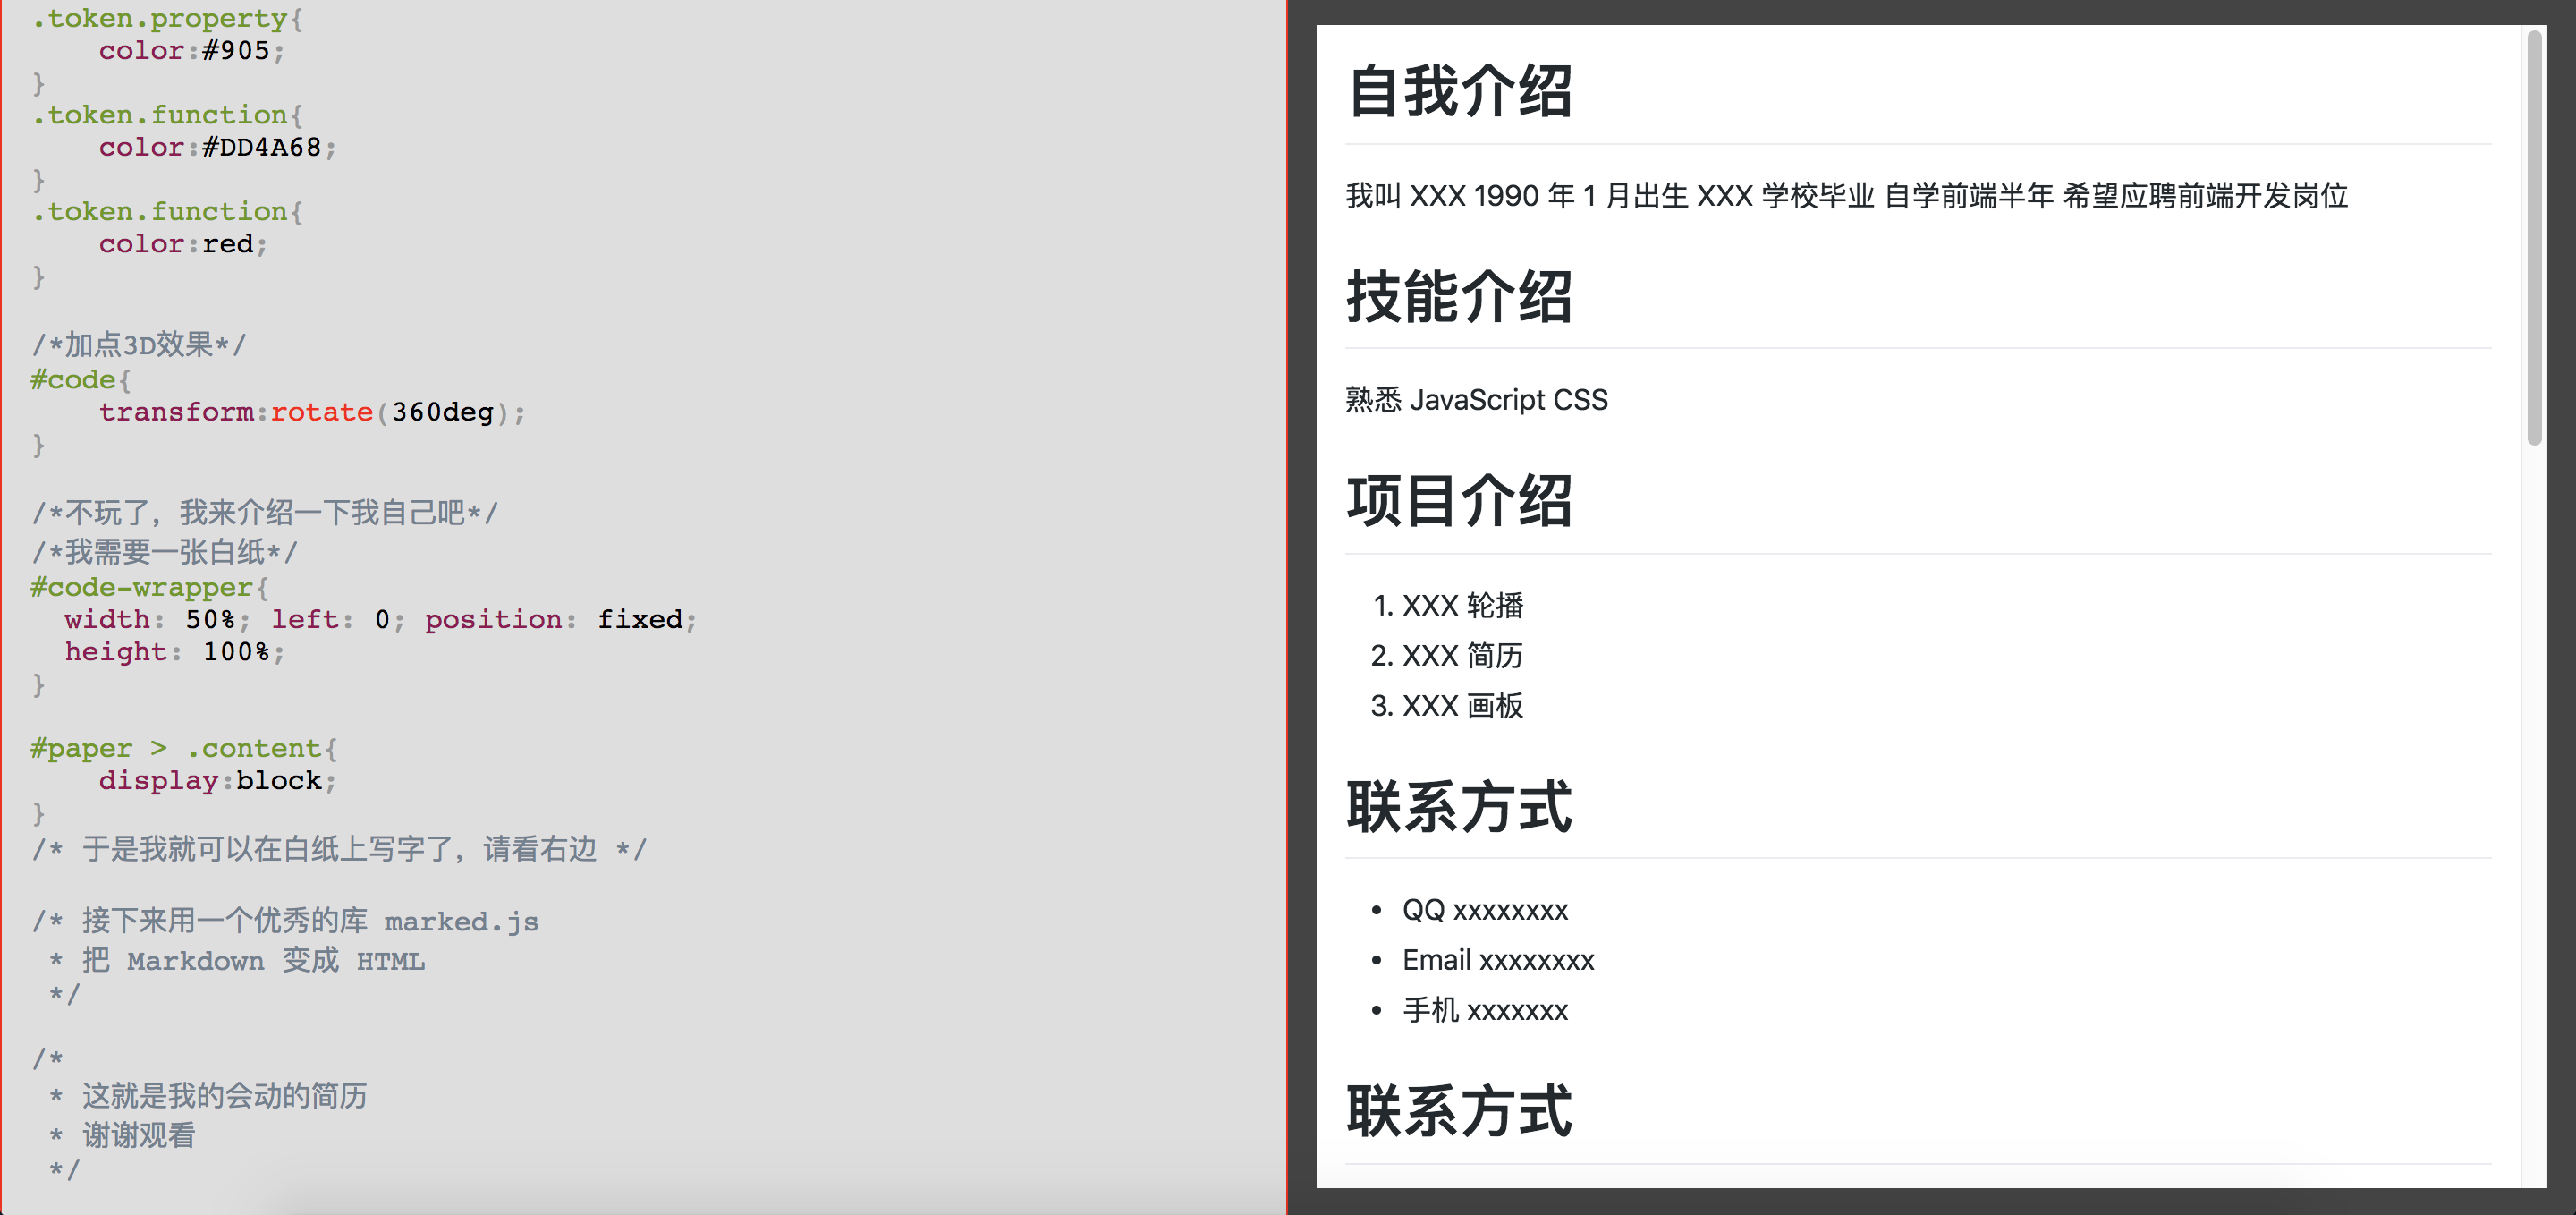 .token.property{
    color:#905;
}
.token.function{
    color:#DD4A68;
}
.token.function{
    color:red;
}

/*加点3D效果*/
#code{
    transform:rotate(360deg);
}

/*不玩了，我来介绍一下我自己吧*/
/*我需要一张白纸*/
#code-wrapper{
  width: 50%; left: 0; position: fixed;
  height: 100%;
}

#paper > .content{
    display:block;
}
/* 于是我就可以在白纸上写字了，请看右边 */

/* 接下来用一个优秀的库 marked.js
 * 把 Markdown 变成 HTML
 */

/*
 * 这就是我的会动的简历
 * 谢谢观看
 */

自我介绍
我叫 XXX 1990 年 1 月出生 XXX 学校毕业 自学前端半年 希望应聘前端开发岗位
技能介绍
熟悉 JavaScript CSS
项目介绍
1. XXX 轮播
2. XXX 简历
3. XXX 画板
联系方式
• QQ xxxxxxxx
• Email xxxxxxxx
• 手机 xxxxxxx
联系方式